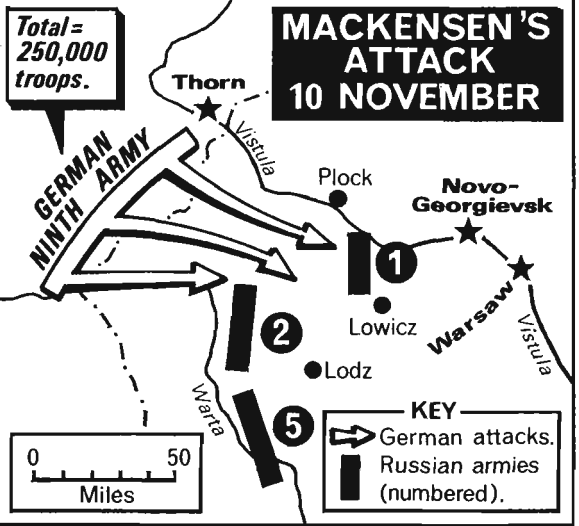 Total =
250,000
troops.
MACKENSEN'S
ATTACK
10 NOVEMBER
Thorn
Vistula
GERMAN
NINTH ARMY
Plock
Novo-
Georgievsk
1
Warsaw
Vistula
Lowicz
2
Lodz
Warta
5
KEY
German attacks.
Russian armies
(numbered).
0 50
Miles